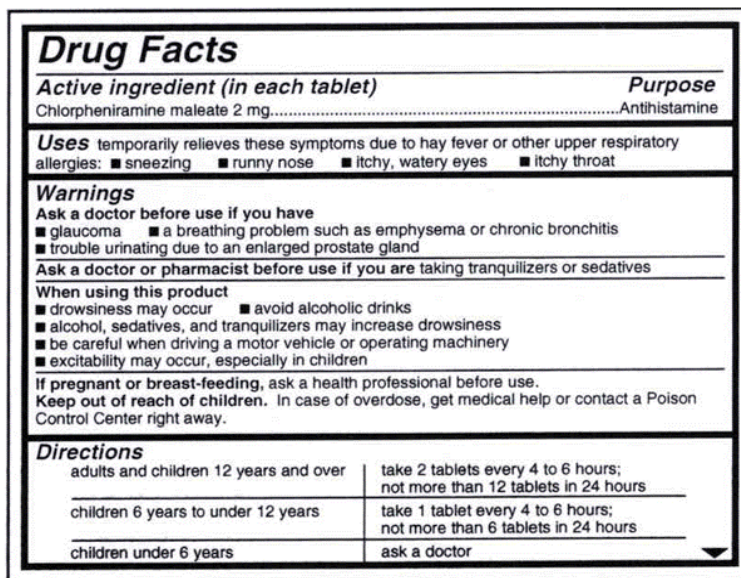 Drug Facts
Active ingredient (in each tablet) Purpose
Chlorpheniramine maleate 2 mg.......................................................................Antihistamine
Uses temporarily relieves these symptoms due to hay fever or other upper respiratory
allergies: ■ sneezing ■ runny nose ■ itchy, watery eyes ■ itchy throat
Warnings
Ask a doctor before use if you have
■ glaucoma ■ a breathing problem such as emphysema or chronic bronchitis
■ trouble urinating due to an enlarged prostate gland
Ask a doctor or pharmacist before use if you are taking tranquilizers or sedatives
When using this product
■ drowsiness may occur ■ avoid alcoholic drinks
■ alcohol, sedatives, and tranquilizers may increase drowsiness
■ be careful when driving a motor vehicle or operating machinery
■ excitability may occur, especially in children
If pregnant or breast-feeding, ask a health professional before use.
Keep out of reach of children. In case of overdose, get medical help or contact a Poison
Control Center right away.
Directions
adults and children 12 years and over take 2 tablets every 4 to 6 hours;
not more than 12 tablets in 24 hours
children 6 years to under 12 years take 1 tablet every 4 to 6 hours;
not more than 6 tablets in 24 hours
children under 6 years ask a doctor